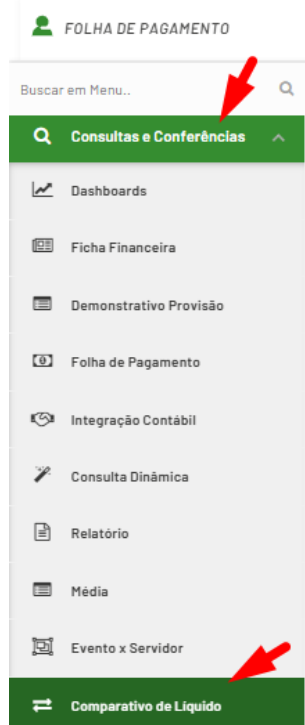 FOLHA DE PAGAMENTO
Buscar em Menu..
Consultas e Conferências
Dashboards
Ficha Financeira
Demonstrativo Provisão
Folha de Pagamento
Integração Contábil
Consulta Dinâmica
Relatório
Média
Evento x Servidor
Comparativo de Líquido